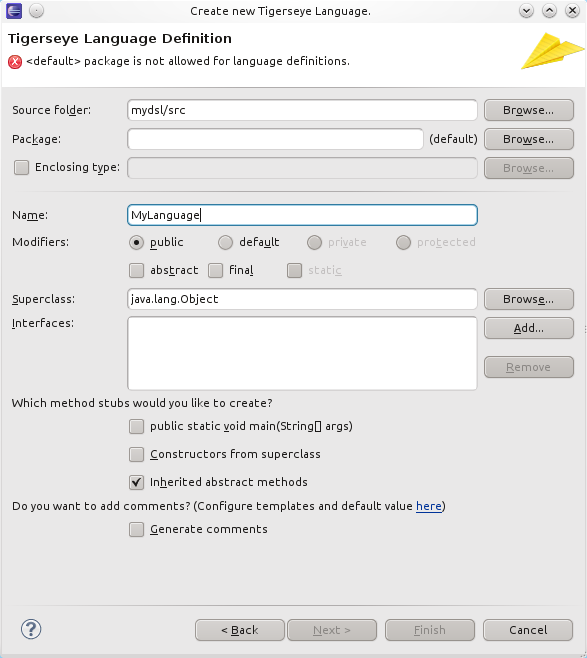 Create new Tigerseye Language.
Tigerseye Language Definition
<default> package is not allowed for language definitions.
Source folder: mydsl/src Browse...
Package: (default) Browse...
Enclosing type: Browse...
Name: MyLanguage
Modifiers: public default private protected
abstract final static
Superclass: java.lang.Object Browse...
Interfaces: Add...
Remove
Which method stubs would you like to create?
public static void main(String[] args)
Constructors from superclass
Inherited abstract methods
Do you want to add comments? (Configure templates and default value here)
Generate comments
? < Back Next > Finish Cancel